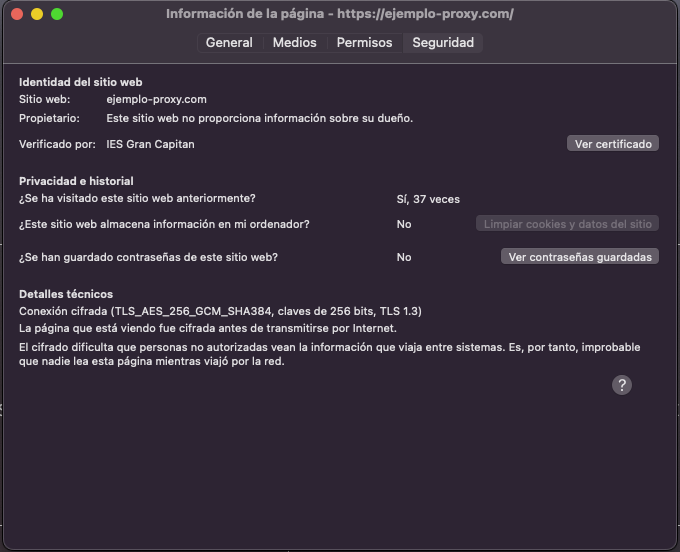 Información de la página - https://ejemplo-proxy.com/
General Medios Permisos Seguridad
Identidad del sitio web
Sitio web: ejemplo-proxy.com
Propietario: Este sitio web no proporciona información sobre su dueño.
Verificado por: IES Gran Capitan Ver certificado
Privacidad e historial
¿Se ha visitado este sitio web anteriormente? Sí, 37 veces
¿Este sitio web almacena información en mi ordenador? No Limpiar cookies y datos del sitio
¿Se han guardado contraseñas de este sitio web? No Ver contraseñas guardadas
Detalles técnicos
Conexión cifrada (TLS_AES_256_GCM_SHA384, claves de 256 bits, TLS 1.3)
La página que está viendo fue cifrada antes de transmitirse por Internet.
El cifrado dificulta que personas no autorizadas vean la información que viaja entre sistemas. Es, por tanto, improbable
que nadie lea esta página mientras viajó por la red.
?